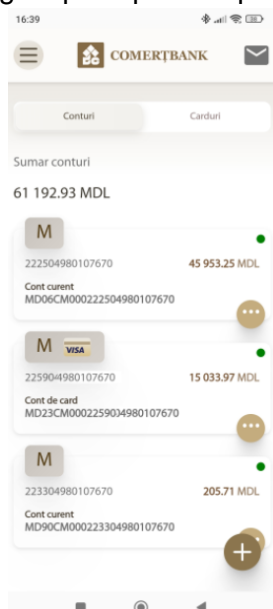 16:39
COMERȚBANK
Conturi
Carduri
Sumar conturi
61 192.93 MDL
M
222504980107670
45 953.25 MDL
Cont curent
MD06CM000222504980107670
M VISA
225904980107670
15 033.97 MDL
Cont de card
MD23CM000225904980107670
M
223304980107670
205.71 MDL
Cont curent
MD90CM000223304980107670